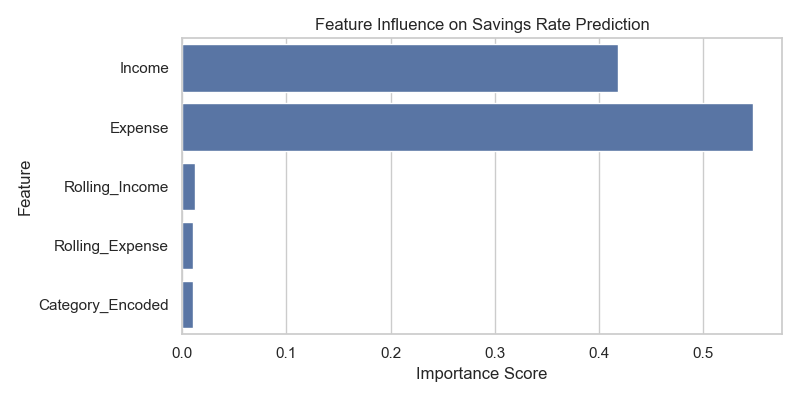 Feature Influence on Savings Rate Prediction
Feature
Income
Expense
Rolling_Income
Rolling_Expense
Category_Encoded
0.0 0.1 0.2 0.3 0.4 0.5
Importance Score